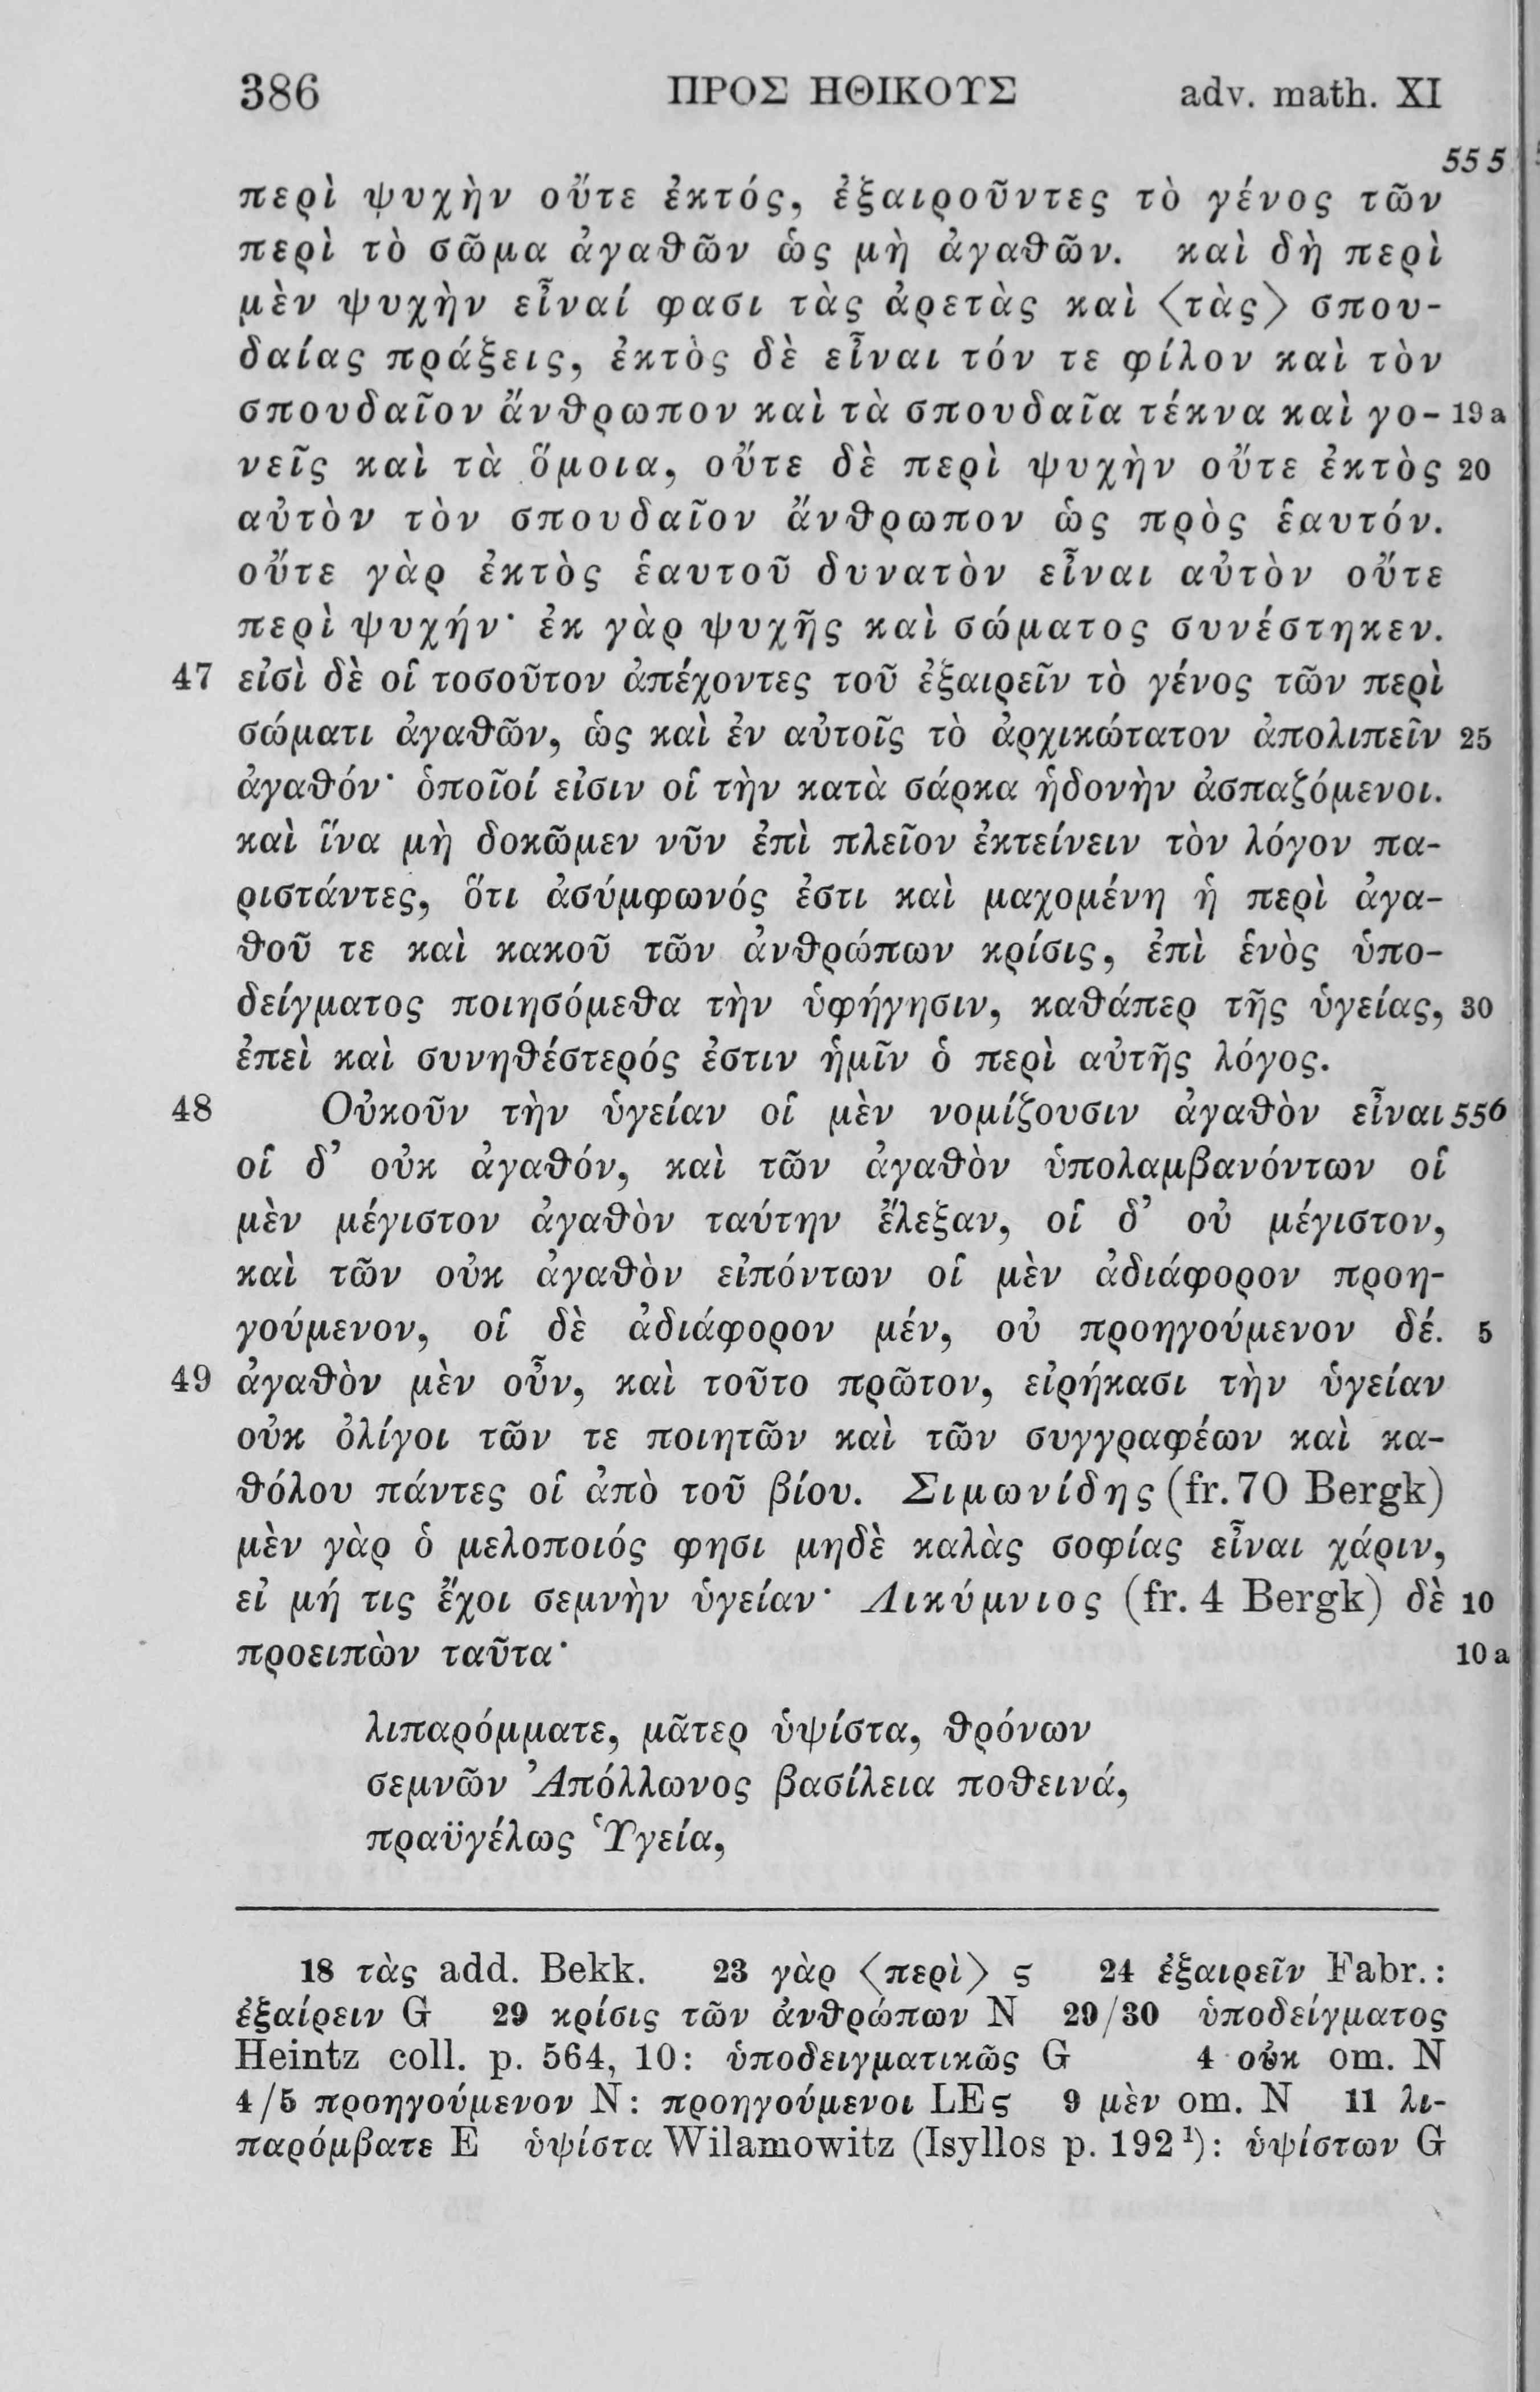 386 ΠΡΟΣ ΗΘΙΚΟΥΣ adv. math. XI
555
περὶ ψυχὴν οὔτε ἐκτός, ἐξαιροῦντες τὸ γένος τῶν
περὶ τὸ σῶμα ἀγαθῶν ὡς μὴ ἀγαθῶν. καὶ δὴ περὶ
μὲν ψυχὴν εἶναί φασι τὰς ἀρετὰς καὶ ⟨τὰς⟩ σπου-
δαίας πράξεις, ἐκτὸς δὲ εἶναι τόν τε φίλον καὶ τὸν
σπουδαῖον ἄνθρωπον καὶ τὰ σπουδαῖα τέκνα καὶ γο- 19a
νεῖς καὶ τὰ ὅμοια, οὔτε δὲ περὶ ψυχὴν οὔτε ἐκτὸς 20
αὐτὸν τὸν σπουδαῖον ἄνθρωπον ὡς πρὸς ἑαυτόν.
οὔτε γὰρ ἐκτὸς ἑαυτοῦ δυνατὸν εἶναι αὐτὸν οὔτε
περὶ ψυχήν· ἐκ γὰρ ψυχῆς καὶ σώματος συνέστηκεν.
47 εἰσὶ δὲ οἱ τοσοῦτον ἀπέχοντες τοῦ ἐξαιρεῖν τὸ γένος τῶν περὶ
σώματι ἀγαθῶν, ὡς καὶ ἐν αὐτοῖς τὸ ἀρχικώτατον ἀπολιπεῖν 25
ἀγαθόν· ὁποῖοί εἰσιν οἱ τὴν κατὰ σάρκα ἡδονὴν ἀσπαζόμενοι.
καὶ ἵνα μὴ δοκῶμεν νῦν ἐπὶ πλεῖον ἐκτείνειν τὸν λόγον πα-
ριστάντες, ὅτι ἀσύμφωνός ἐστι καὶ μαχομένη ἡ περὶ ἀγα-
θοῦ τε καὶ κακοῦ τῶν ἀνθρώπων κρίσις, ἐπὶ ἑνὸς ὑπο-
δείγματος ποιησόμεθα τὴν ὑφήγησιν, καθάπερ τῆς ὑγείας, 30
ἐπεὶ καὶ συνηθέστερός ἐστιν ἡμῖν ὁ περὶ αὐτῆς λόγος.
48 Οὐκοῦν τὴν ὑγείαν οἱ μὲν νομίζουσιν ἀγαθὸν εἶναι 556
οἱ δ’ οὐκ ἀγαθόν, καὶ τῶν ἀγαθὸν ὑπολαμβανόντων οἱ
μὲν μέγιστον ἀγαθὸν ταύτην ἔλεξαν, οἱ δ’ οὐ μέγιστον,
καὶ τῶν οὐκ ἀγαθὸν εἰπόντων οἱ μὲν ἀδιάφορον προη-
γούμενον, οἱ δὲ ἀδιάφορον μέν, οὐ προηγούμενον δέ. 5
49 ἀγαθὸν μὲν οὖν, καὶ τοῦτο πρῶτον, εἰρήκασι τὴν ὑγείαν
οὐκ ὀλίγοι τῶν τε ποιητῶν καὶ τῶν συγγραφέων καὶ κα-
θόλου πάντες οἱ ἀπὸ τοῦ βίου. Σιμωνίδης (fr. 70 Bergk)
μὲν γὰρ ὁ μελοποιός φησι μηδὲ καλὰς σοφίας εἶναι χάριν,
εἰ μή τις ἔχοι σεμνὴν ὑγείαν· Λικύμνιος (fr. 4 Bergk) δὲ 10
προειπὼν ταῦτα· 10a
λιπαρόμματε, μᾶτερ ὑψίστα, θρόνων
σεμνῶν Ἀπόλλωνος βασίλεια ποθεινά,
πραϋγέλως Ὑγεία,
18 τὰς add. Bekk. 23 γὰρ ⟨περὶ⟩ ς 24 ἐξαιρεῖν Fabr.:
ἐξαίρειν G 29 κρίσις τῶν ἀνθρώπων N 29/30 ὑποδείγματος
Heintz coll. p. 564, 10: ὑποδειγματικῶς G 4 οὐκ om. N
4/5 προηγούμενον N: προηγούμενοι LEς 9 μὲν om. N 11 λι-
παρόμβατε E ὑψίστα Wilamowitz (Isyllos p. 192¹): ὑψίστων G